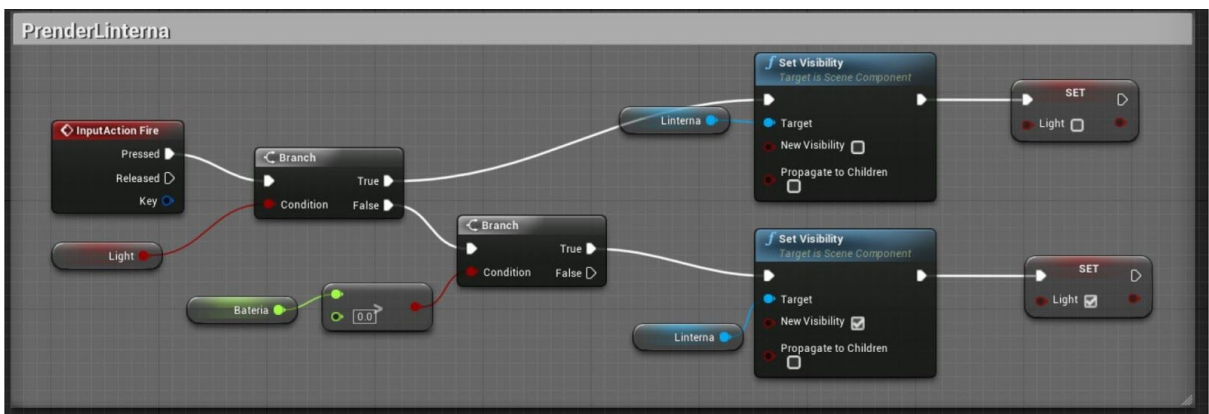 PrenderLinterna
InputAction Fire
Pressed
Released
Key
Light
Branch
True
Condition
False
Bateria
0.0
>
Branch
True
Condition
False
Linterna
f Set Visibility
Target is Scene Component
Target
New Visibility
Propagate to Children
SET
Light
Linterna
f Set Visibility
Target is Scene Component
Target
New Visibility
Propagate to Children
SET
Light